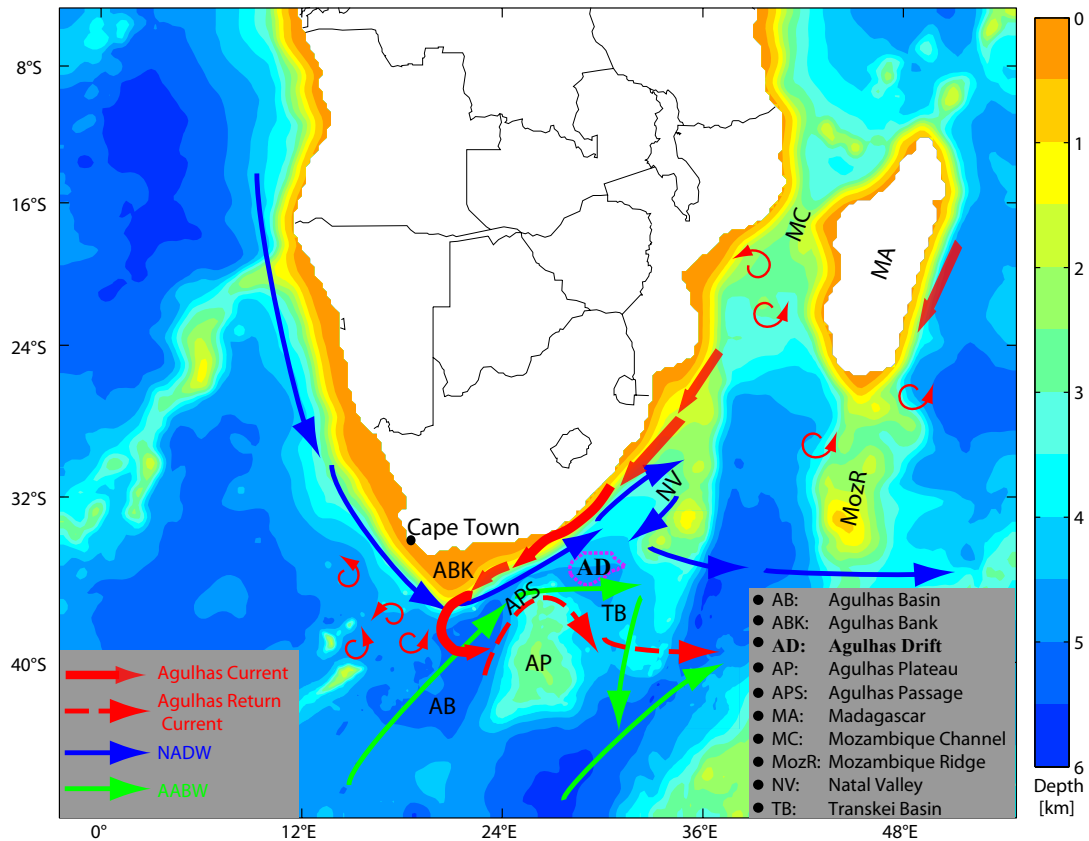 8°S
16°S
24°S
32°S
40°S
0°
12°E
24°E
36°E
48°E
MC
MA
NV
MozR
Cape Town
ABK
AD
APS
TB
AP
AB
Agulhas Current
Agulhas Return
Current
NADW
AABW
● AB: Agulhas Basin
● ABK: Agulhas Bank
● AD: Agulhas Drift
● AP: Agulhas Plateau
● APS: Agulhas Passage
● MA: Madagascar
● MC: Mozambique Channel
● MozR: Mozambique Ridge
● NV: Natal Valley
● TB: Transkei Basin
0
1
2
3
4
5
6
Depth
[km]